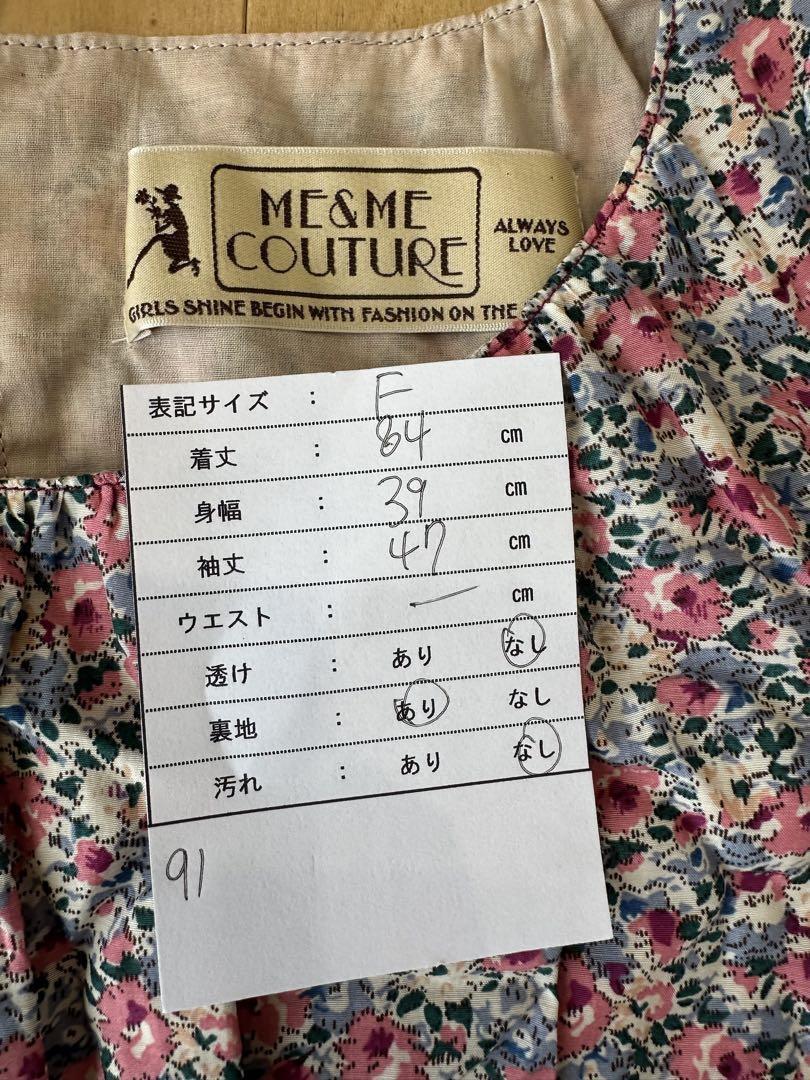 ME&ME
COUTURE
ALWAYS
LOVE
GIRLS SHINE BEGIN WITH FASHION ON THE
表記サイズ : F
着丈 : 84 cm
身幅 : 39 cm
袖丈 : 47 cm
ウエスト : — cm
透け : あり なし
裏地 : あり なし
汚れ : あり なし
91